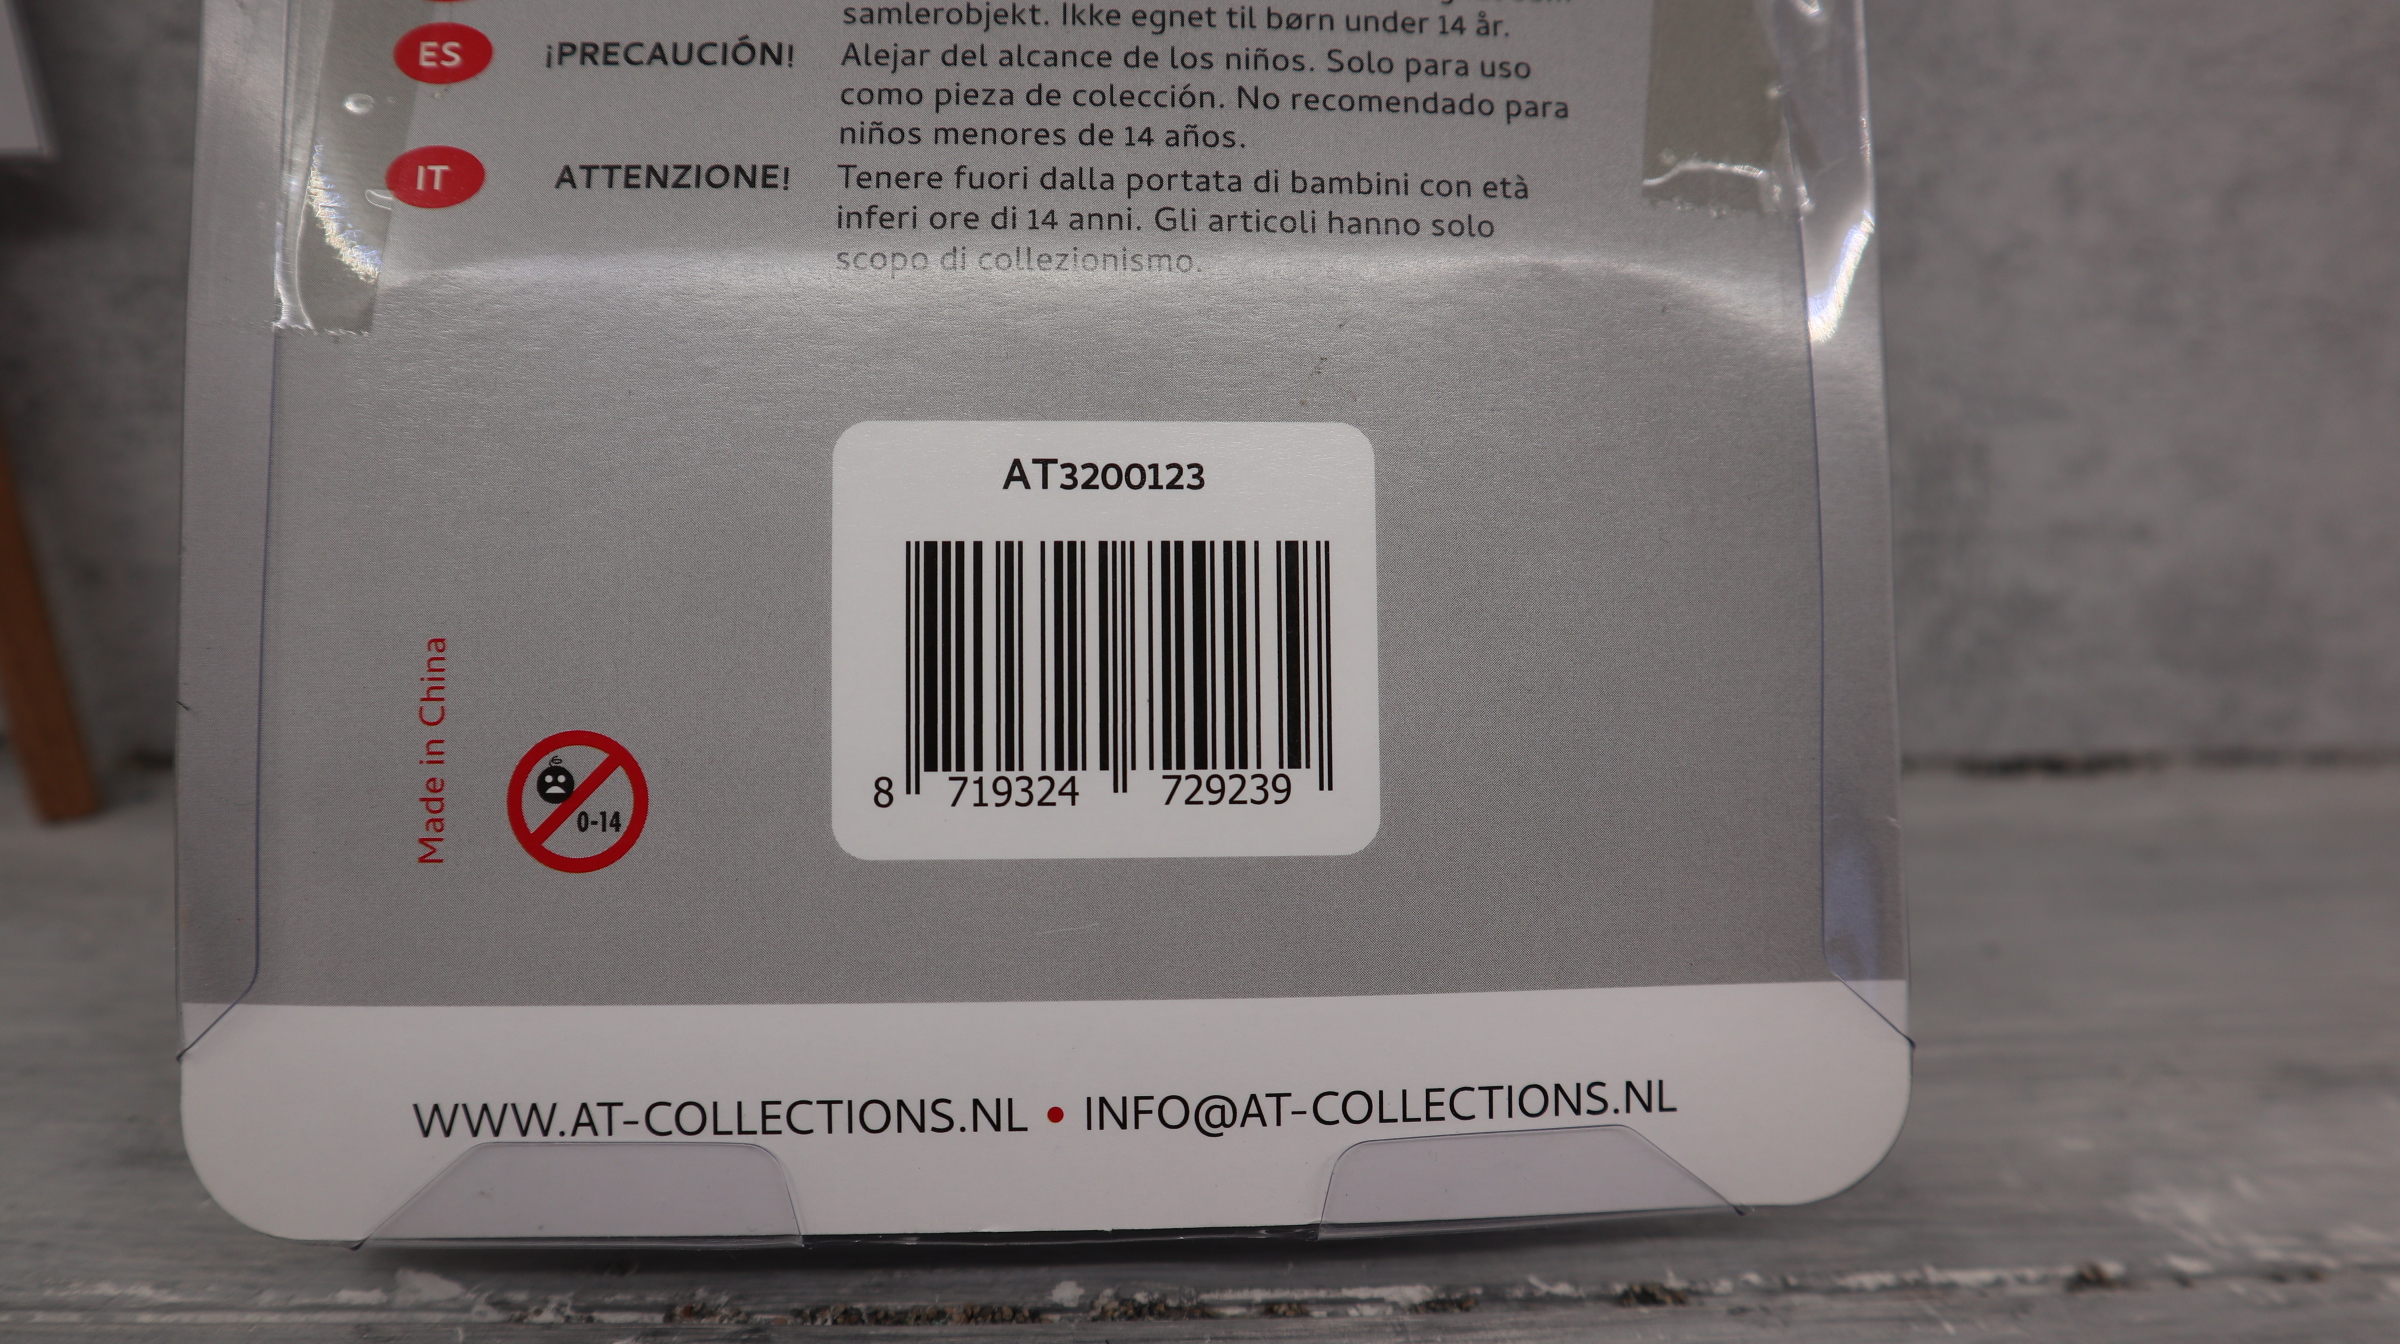 samlerobjekt. Ikke egnet til børn under 14 år.
ES ¡PRECAUCIÓN! Alejar del alcance de los niños. Solo para uso
como pieza de colección. No recomendado para
niños menores de 14 años.
IT ATTENZIONE! Tenere fuori dalla portata di bambini con età
inferi ore di 14 anni. Gli articoli hanno solo
scopo di collezionismo.
AT3200123
8 719324 729239
Made in China
0-14
WWW.AT-COLLECTIONS.NL • INFO@AT-COLLECTIONS.NL